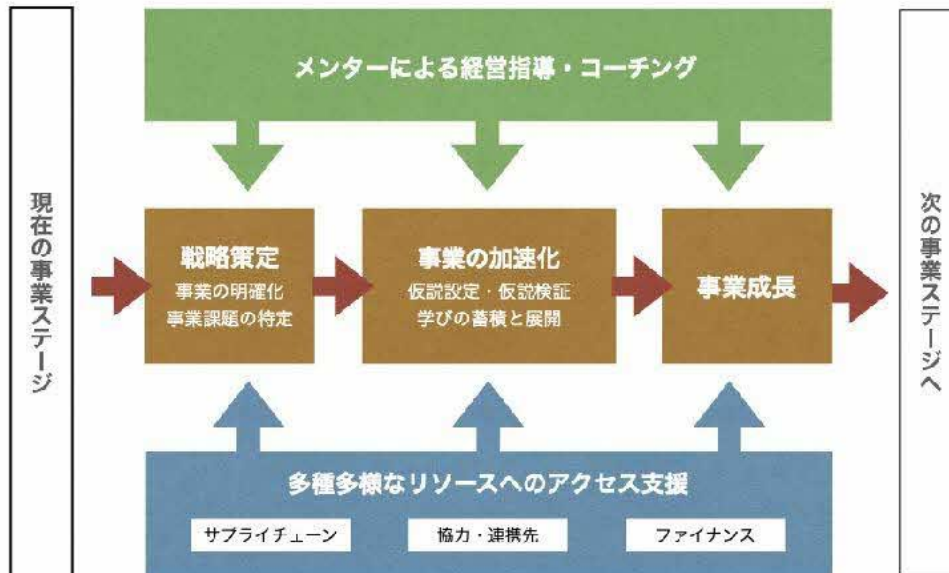 メンターによる経営指導・コーチング
現在の事業ステージ
戦略策定
事業の明確化
事業課題の特定
事業の加速化
仮説設定・仮説検証
学びの蓄積と展開
事業成長
次の事業ステージへ
多種多様なリソースへのアクセス支援
サプライチェーン
協力・連携先
ファイナンス